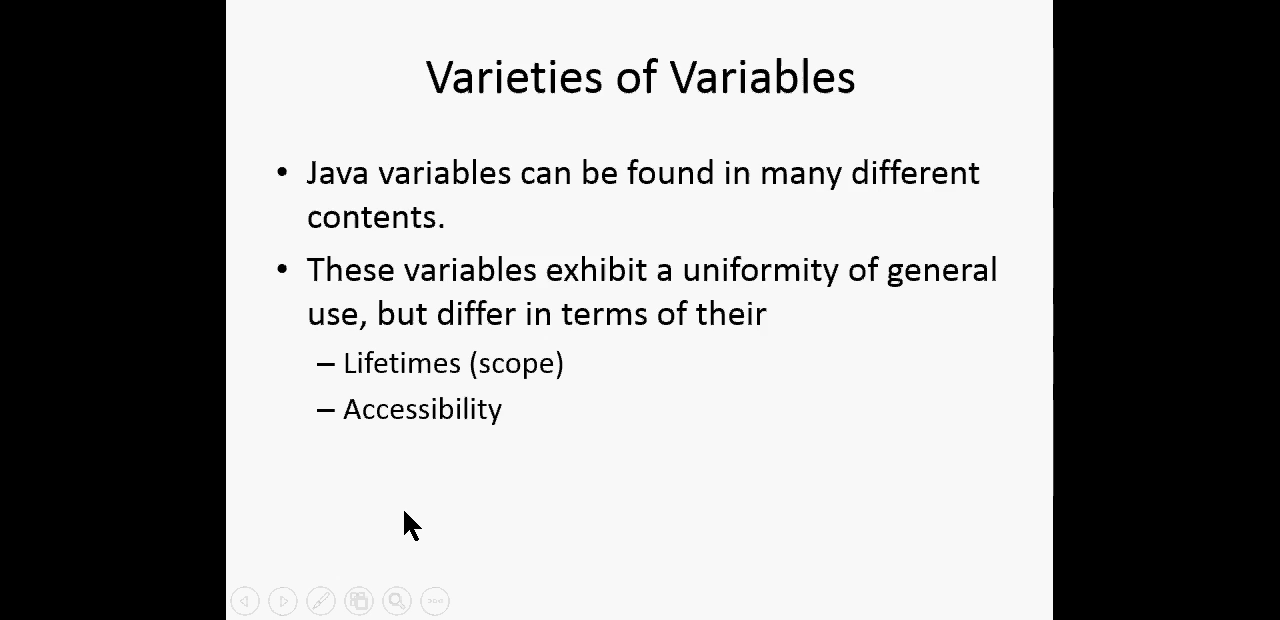 Varieties of Variables
• Java variables can be found in many different
contents.
• These variables exhibit a uniformity of general
use, but differ in terms of their
– Lifetimes (scope)
– Accessibility